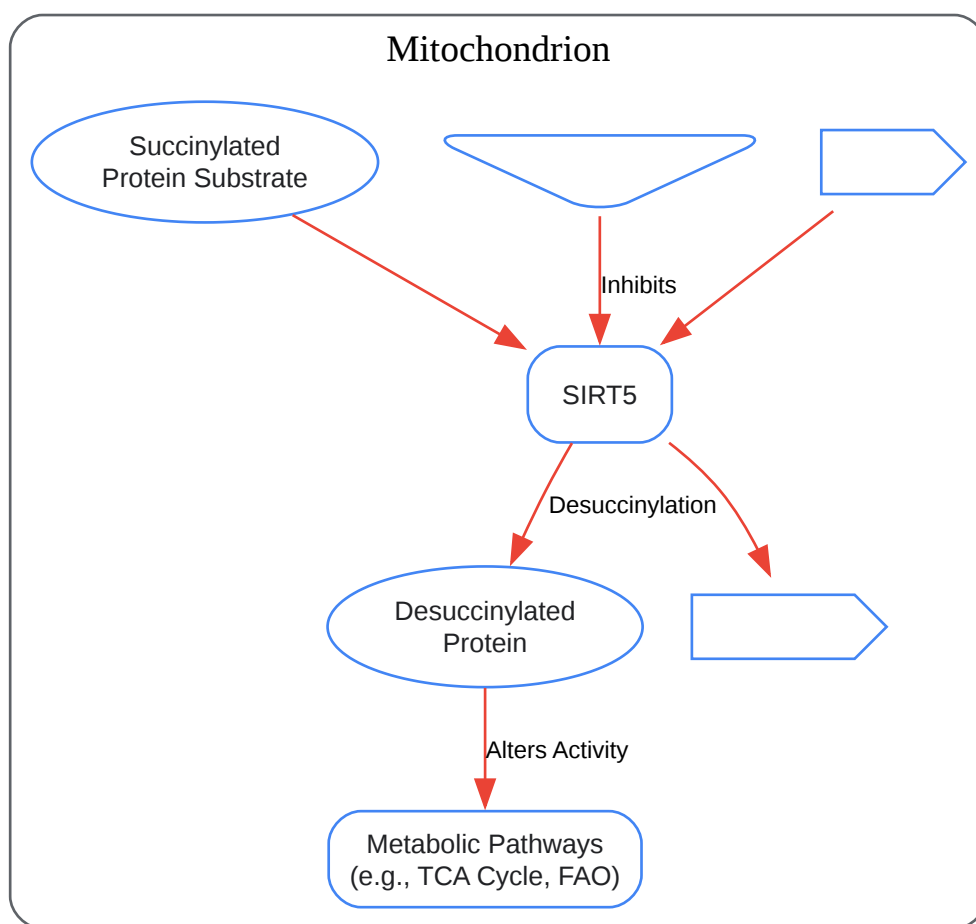 Mitochondrion
Succinylated
Protein Substrate
Inhibits
SIRT5
Desuccinylation
Desuccinylated
Protein
Alters Activity
Metabolic Pathways
(e.g., TCA Cycle, FAO)